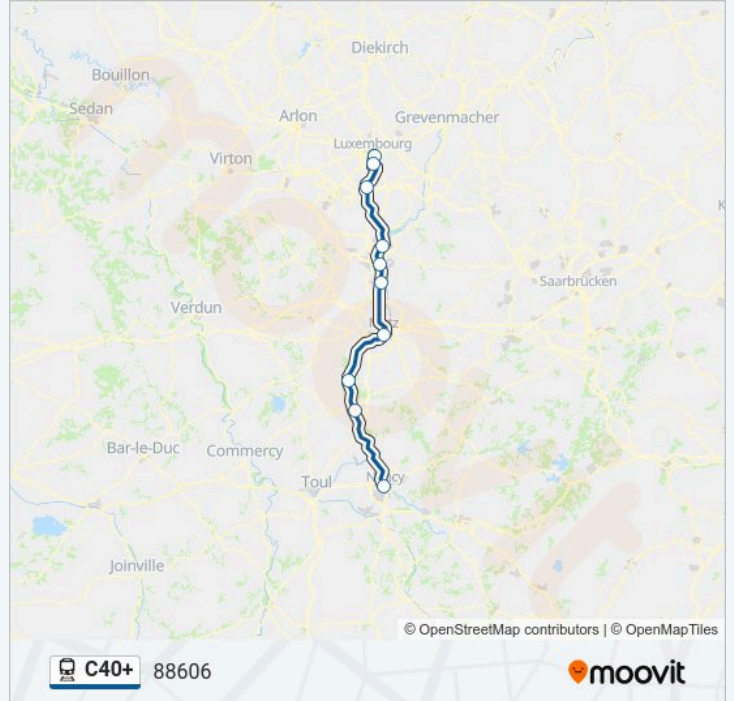 Diekirch
Bouillon
Sedan
Arlon
Grevenmacher
Luxembourg
Virton
Saarbrücken
Verdun
Bar-le-Duc
Commercy
Toul
Joinville
© OpenStreetMap contributors | © OpenMapTiles
C40+ 88606 moovit